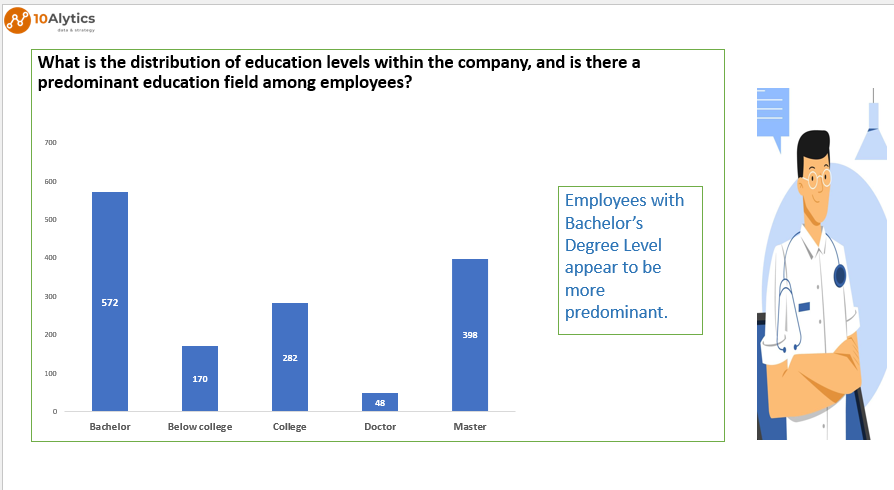 10Alytics
data & strategy
What is the distribution of education levels within the company, and is there a
predominant education field among employees?
700
600
500
400
300
200
100
0
572
170
282
48
398
Bachelor
Below college
College
Doctor
Master
Employees with
Bachelor’s
Degree Level
appear to be
more
predominant.